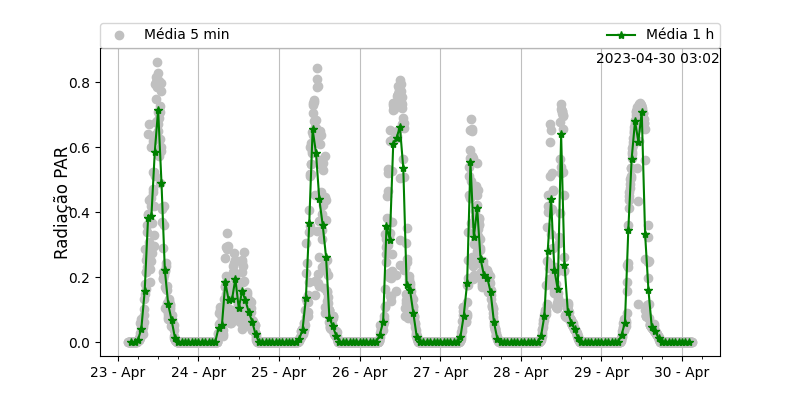 Média 5 min
Média 1 h
2023-04-30 03:02
Radiação PAR
0.8
0.6
0.4
0.2
0.0
23 - Apr
24 - Apr
25 - Apr
26 - Apr
27 - Apr
28 - Apr
29 - Apr
30 - Apr